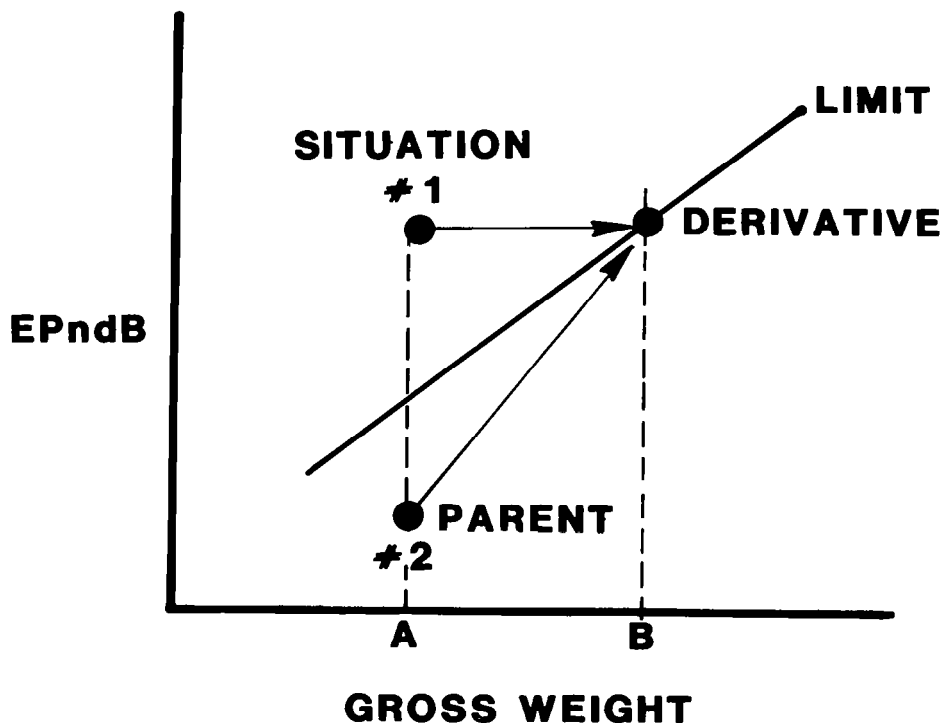 LIMIT
SITUATION
#1
DERIVATIVE
EPndB
PARENT
#2
A B
GROSS WEIGHT